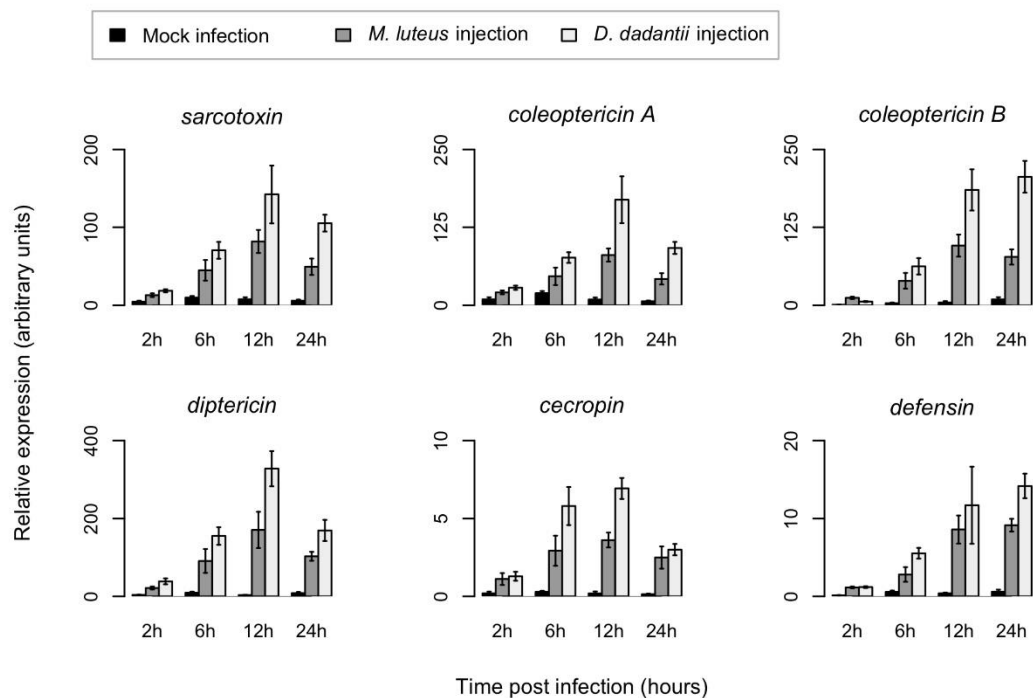 Mock infection M. luteus injection D. dadantii injection
sarcotoxin coleoptericin A coleoptericin B
200 250 250
100 125 125
0 0 0
2h 6h 12h 24h 2h 6h 12h 24h 2h 6h 12h 24h
Relative expression (arbitrary units)
diptericin cecropin defensin
400 10 20
200 5 10
0 0 0
2h 6h 12h 24h 2h 6h 12h 24h 2h 6h 12h 24h
Time post infection (hours)